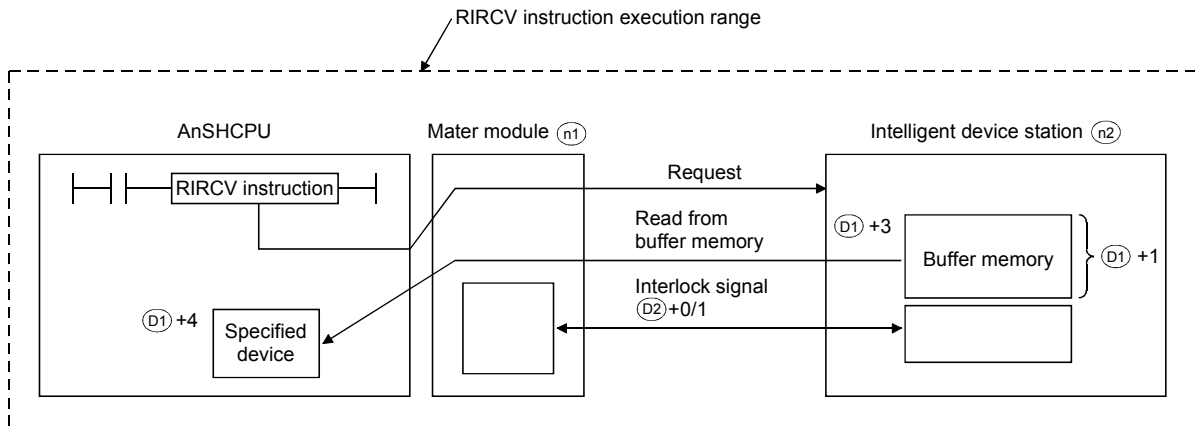 RIRCV instruction execution range
AnSHCPU
Mater module n1
Intelligent device station n2
RIRCV instruction
Request
Read from
buffer memory
D1 +3
Buffer memory
D1 +1
Interlock signal
D2 +0/1
D1 +4
Specified
device